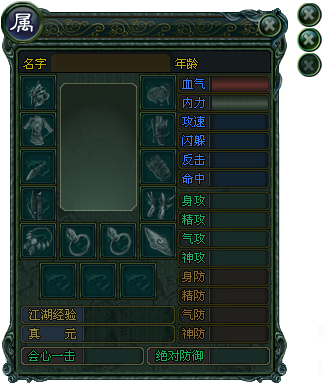 属
名字 年龄
血气
内力
攻速
闪躲
反击
命中
身攻
精攻
气攻
神攻
身防
精防
气防
神防
江湖经验
真 元
会心一击 绝对防御